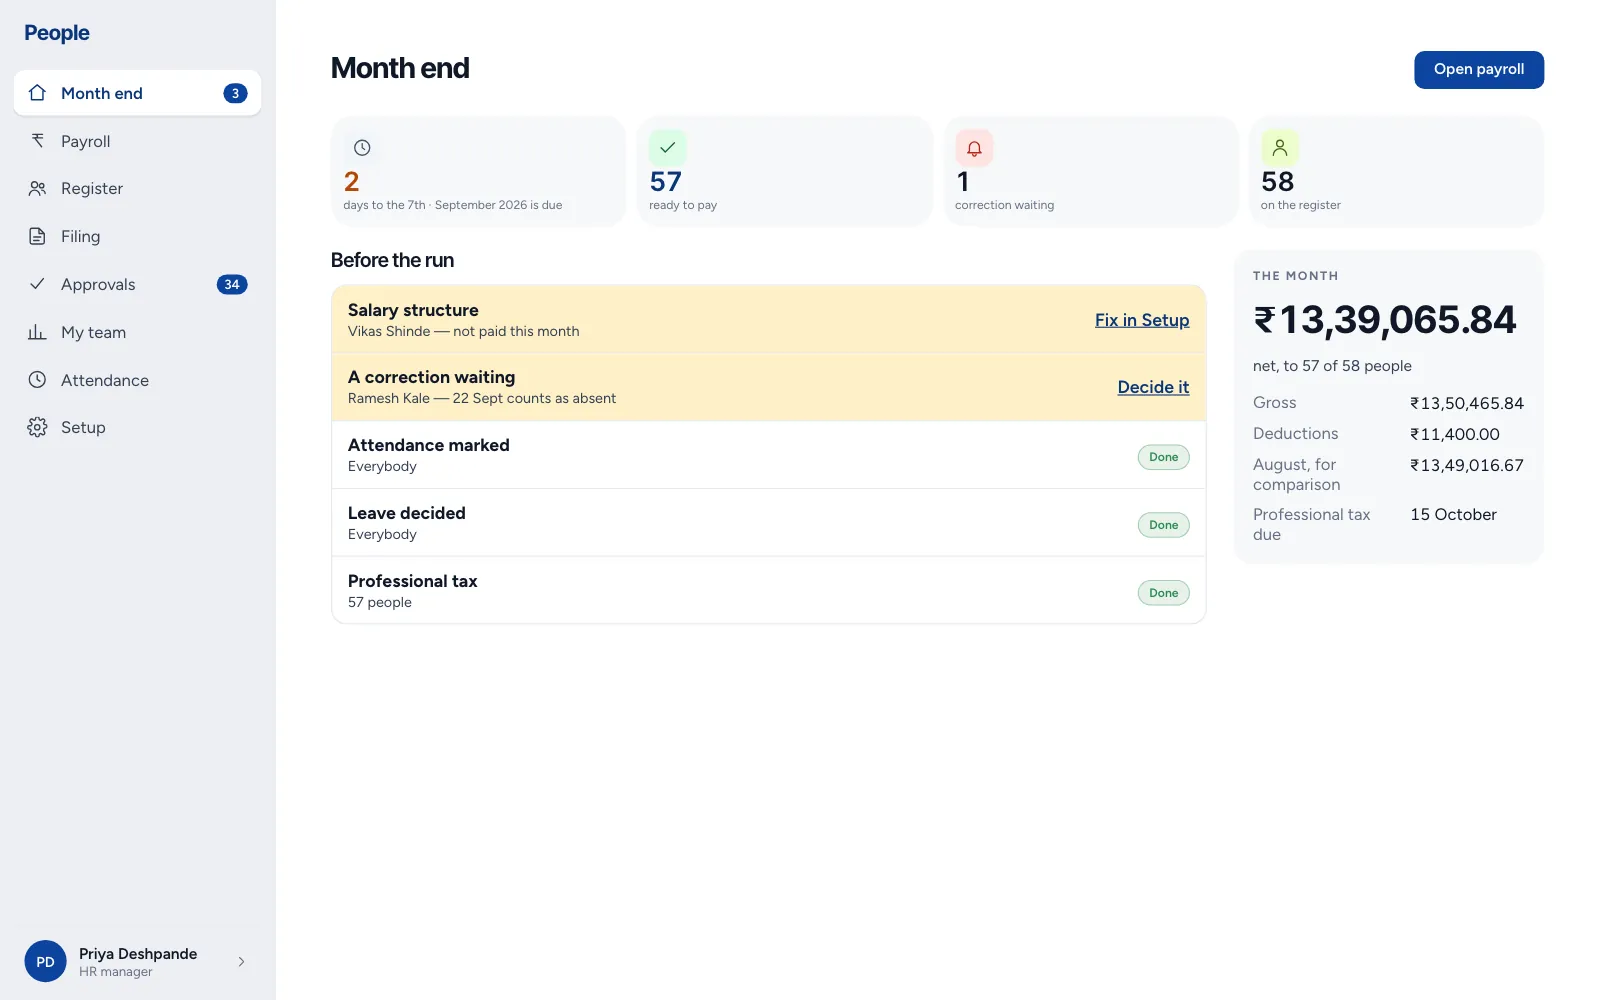 People
Month end 3
Payroll
Register
Filing
Approvals 34
My team
Attendance
Setup
PD
Priya Deshpande
HR manager
Month end
Open payroll
2
days to the 7th · September 2026 is due
57
ready to pay
1
correction waiting
58
on the register
Before the run
Salary structure
Vikas Shinde — not paid this month
Fix in Setup
A correction waiting
Ramesh Kale — 22 Sept counts as absent
Decide it
Attendance marked
Everybody
Done
Leave decided
Everybody
Done
Professional tax
57 people
Done
THE MONTH
₹13,39,065.84
net, to 57 of 58 people
Gross ₹13,50,465.84
Deductions ₹11,400.00
August, for ₹13,49,016.67
comparison
Professional tax 15 October
due